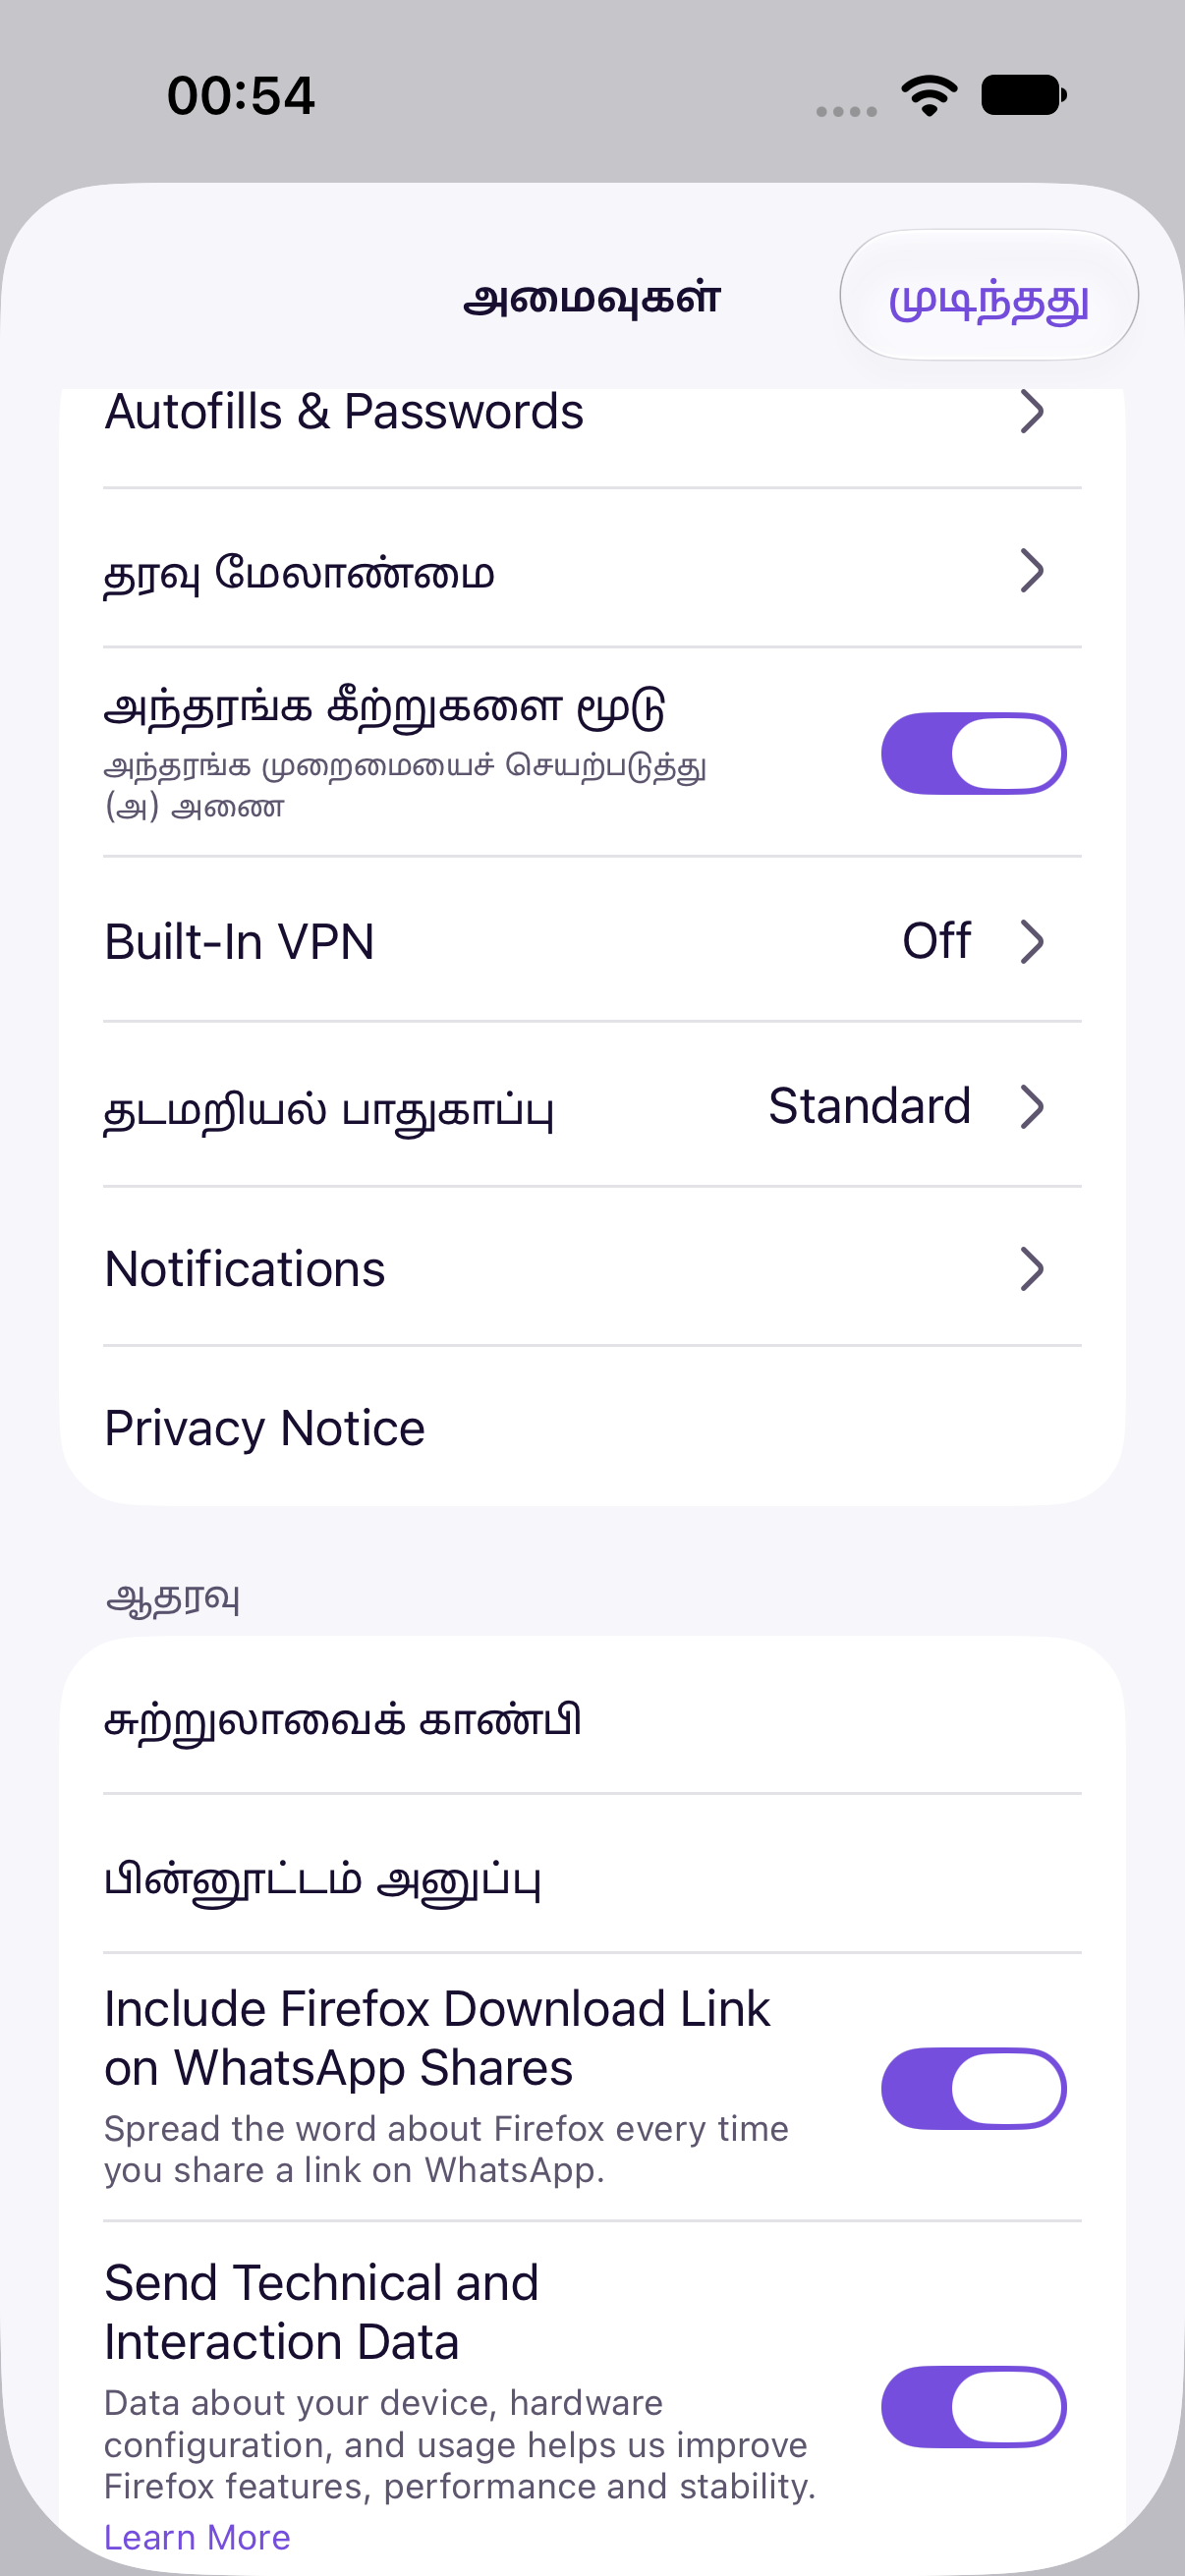 00:54
அமைவுகள்
முடிந்தது
Autofills & Passwords
தரவு மேலாண்மை
அந்தரங்க கீற்றுகளை மூடு
அந்தரங்க முறைமையைச் செயற்படுத்து
(அ) அணை
Built-In VPN
Off
தடமறியல் பாதுகாப்பு
Standard
Notifications
Privacy Notice
ஆதரவு
சுற்றுலாவைக் காண்பி
பின்னூட்டம் அனுப்பு
Include Firefox Download Link
on WhatsApp Shares
Spread the word about Firefox every time
you share a link on WhatsApp.
Send Technical and
Interaction Data
Data about your device, hardware
configuration, and usage helps us improve
Firefox features, performance and stability.
Learn More